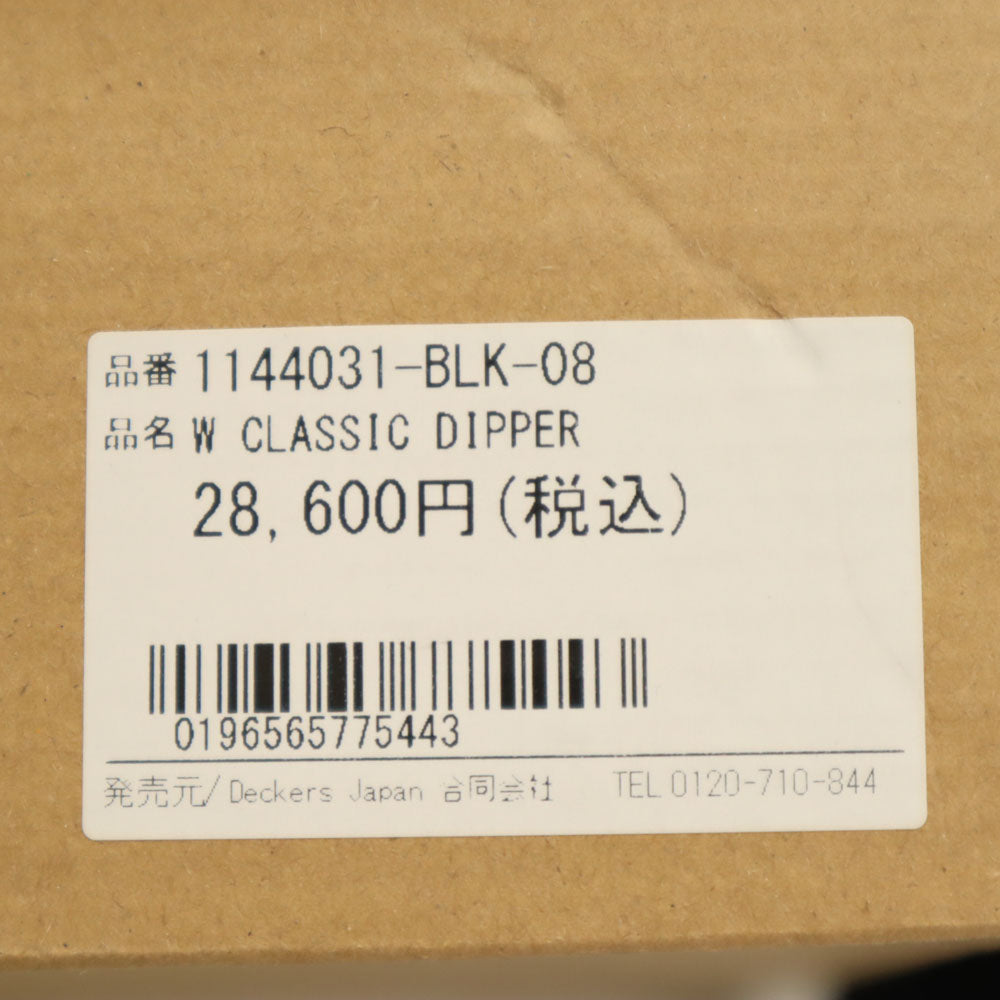 品番 1144031-BLK-08
品名 W CLASSIC DIPPER
28,600円(税込)
0196565775443
発売元/Deckers Japan 合同会社 TEL 0120-710-844